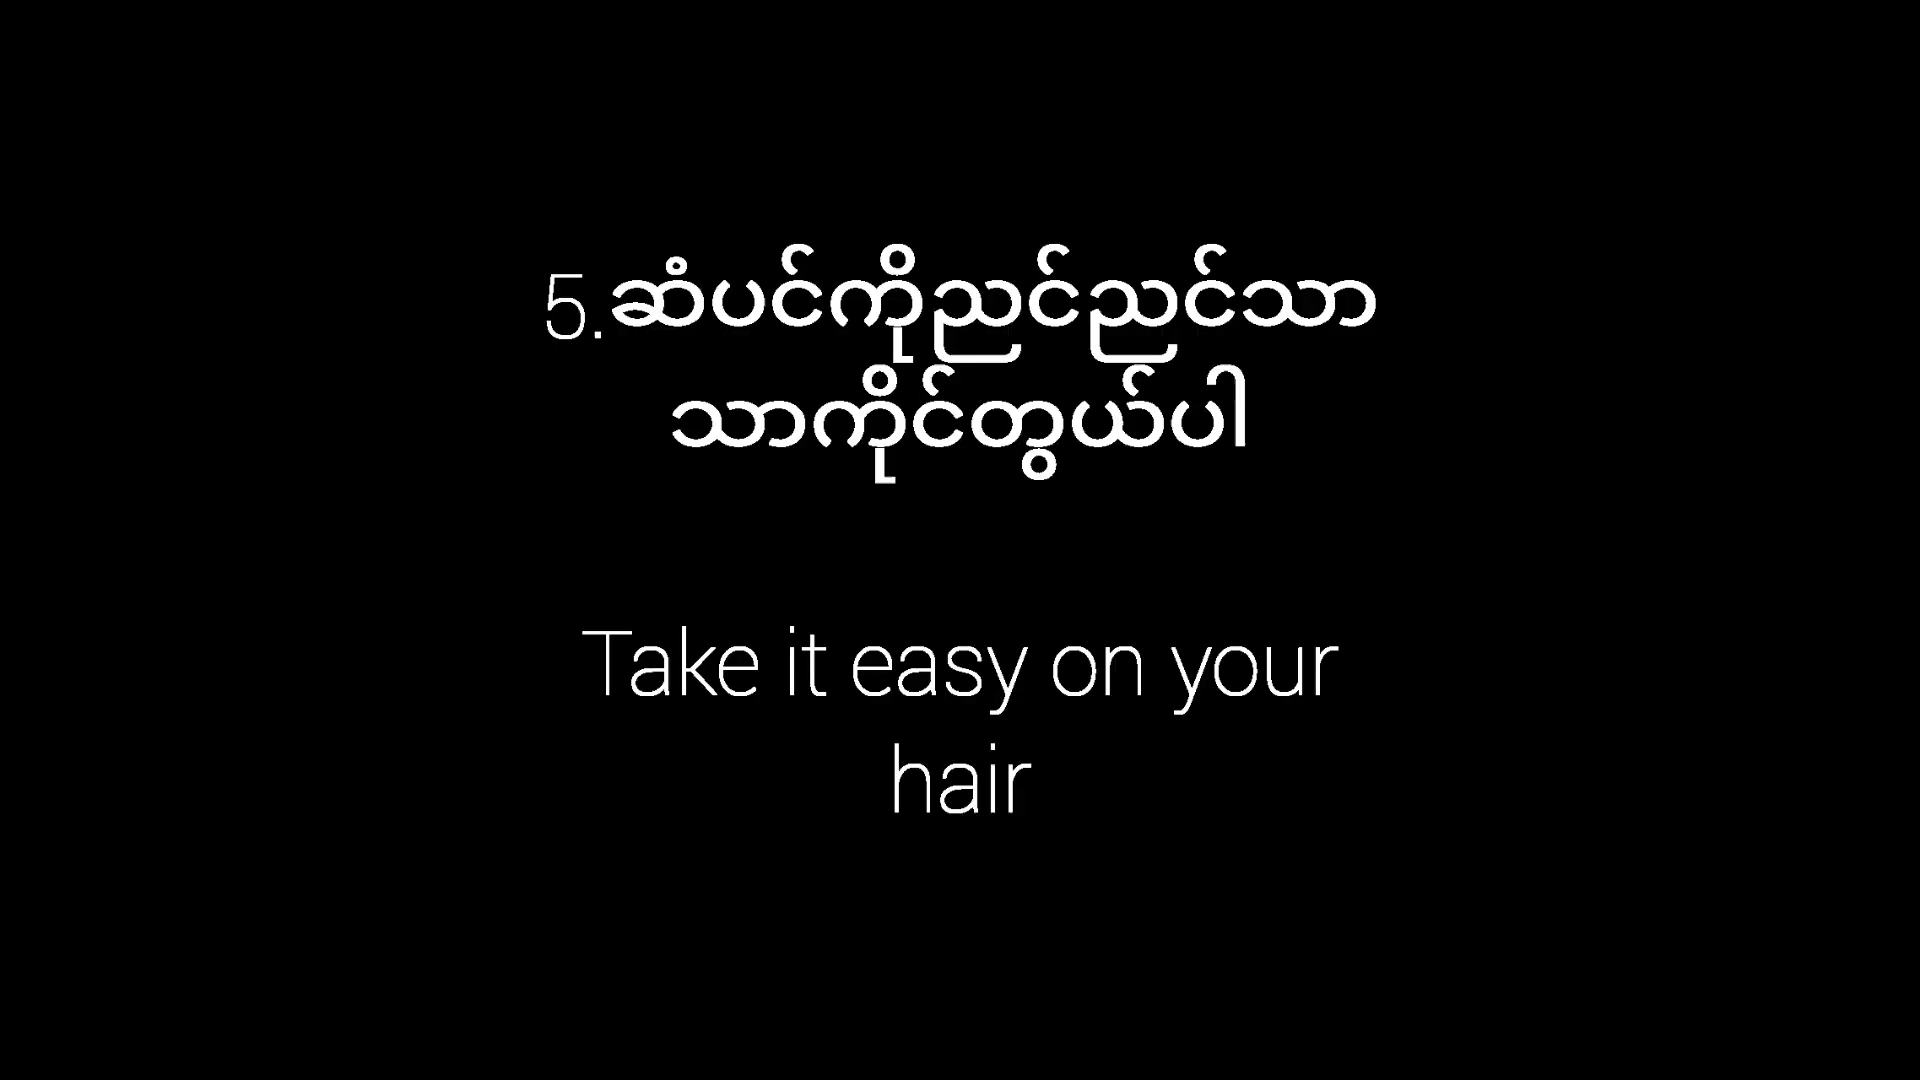 5.ဆံပင်ကိုညင်ညင်သာ
သာကိုင်တွယ်ပါ
Take it easy on your
hair